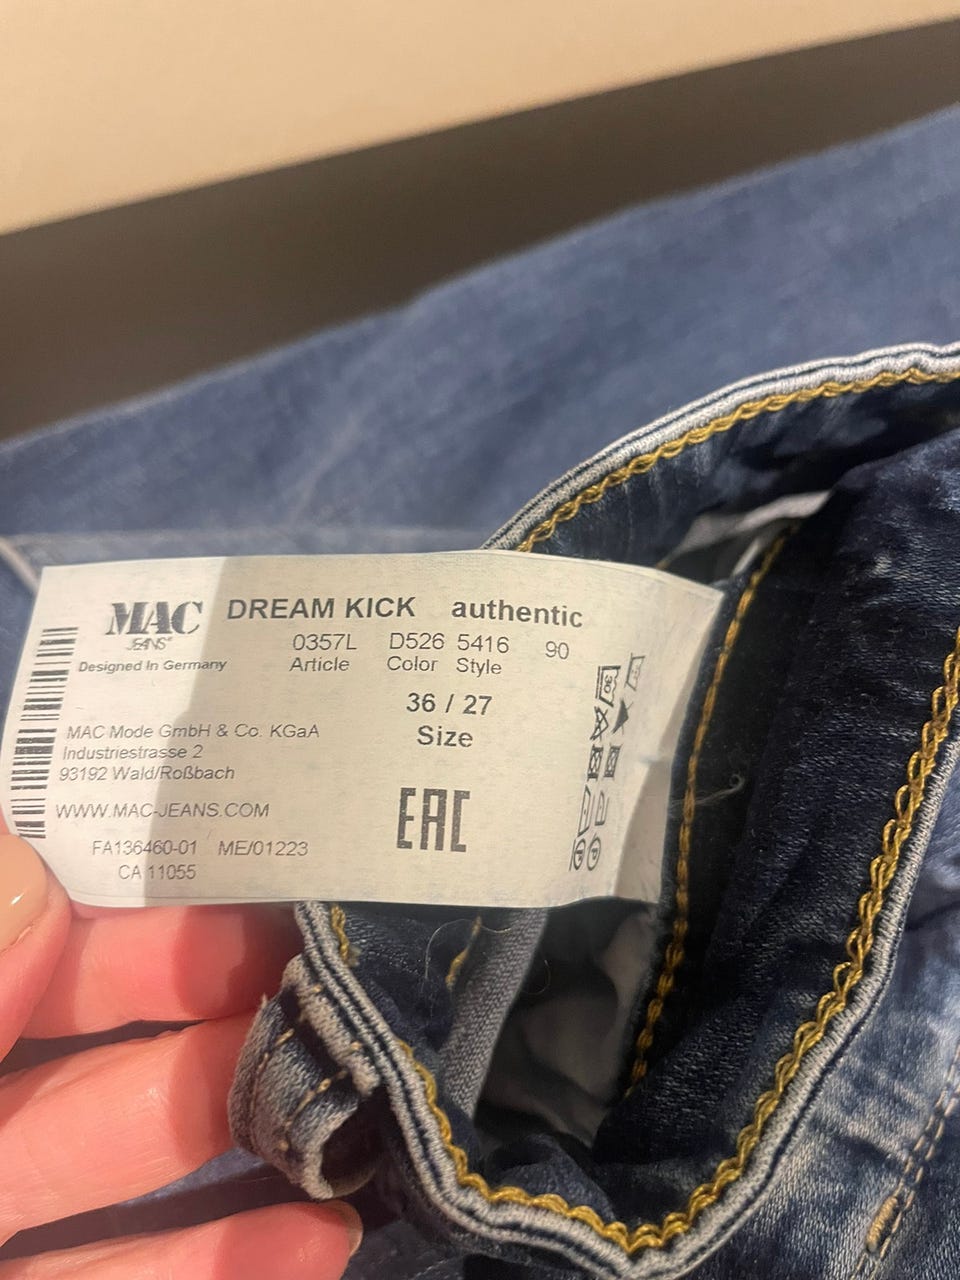 MAC DREAM KICK authentic
JEANS®
Designed In Germany
0357L D526 5416 90
Article Color Style
36 / 27
Size
MAC Mode GmbH & Co. KGaA
Industriestrasse 2
93192 Wald/Roßbach
WWW.MAC-JEANS.COM
EAC
FA136460-01 ME/01223
CA 11055
30